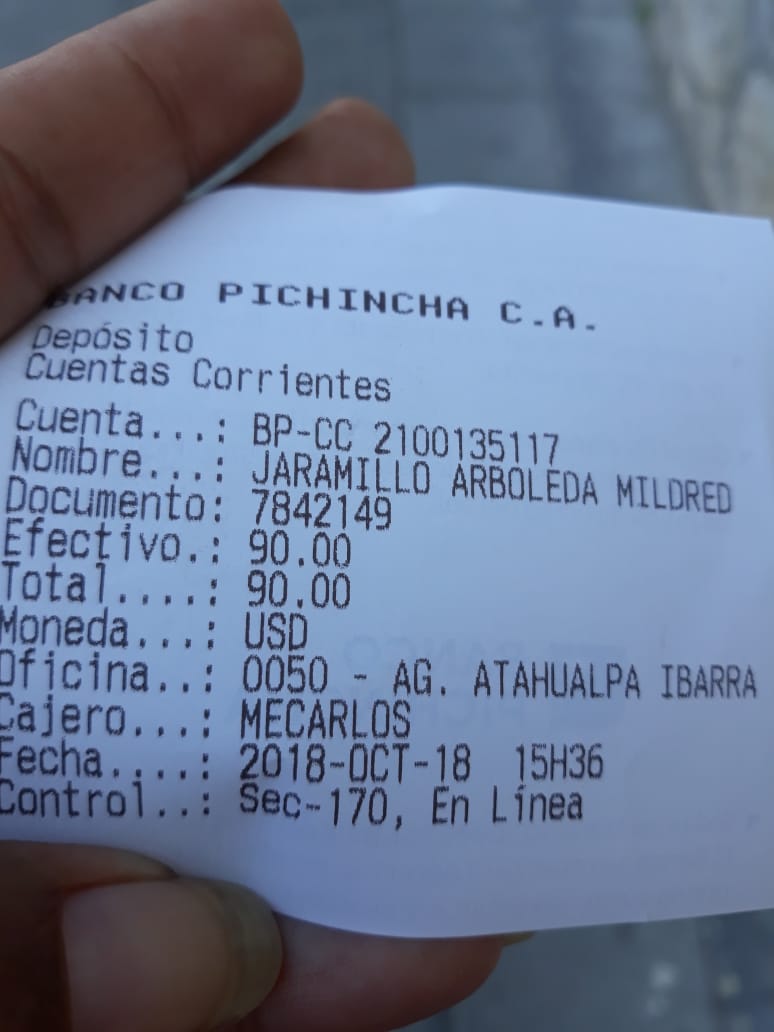 BANCO PICHINCHA C.A.
Depósito
Cuentas Corrientes
Cuenta...: BP-CC 2100135117
Nombre...: JARAMILLO ARBOLEDA MILDRED
Documento: 7842149
Efectivo.: 90.00
Total....: 90.00
Moneda...: USD
Oficina..: 0050 - AG. ATAHUALPA IBARRA
Cajero...: MECARLOS
Fecha....: 2018-OCT-18 15H36
Control..: Sec-170, En Línea